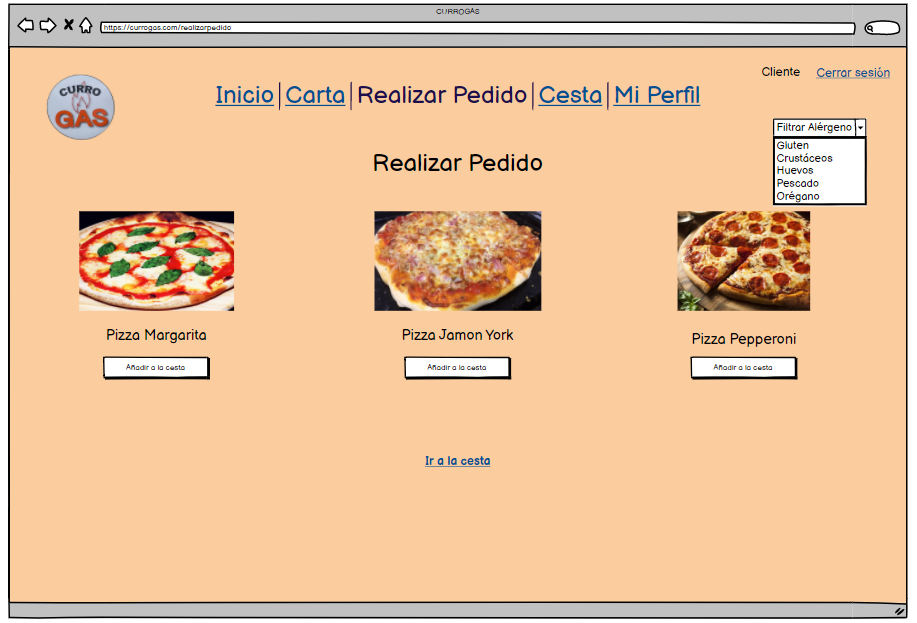 CURROGÁS
https://currogas.com/realizarpedido
Cliente Cerrar sesión
CURRO
GAS
Inicio Carta Realizar Pedido Cesta Mi Perfil
Filtrar Alérgeno
Gluten
Crustáceos
Huevos
Pescado
Orégano
Realizar Pedido
Pizza Margarita
Añadir a la cesta
Pizza Jamon York
Añadir a la cesta
Pizza Pepperoni
Añadir a la cesta
Ir a la cesta